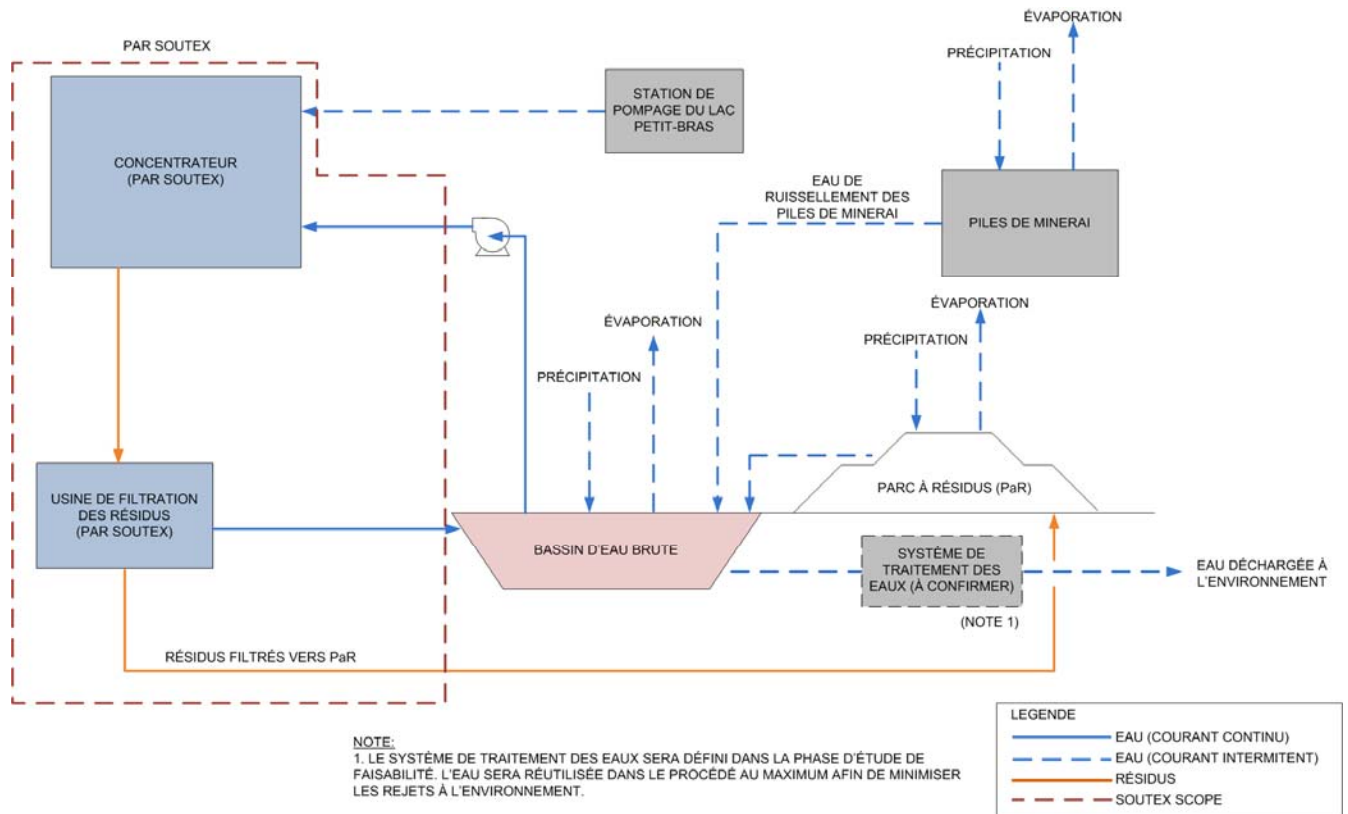 ÉVAPORATION
PAR SOUTEX
PRÉCIPITATION
STATION DE
POMPAGE DU LAC
PETIT-BRAS
CONCENTRATEUR
(PAR SOUTEX)
EAU DE
RUISSELLEMENT DES
PILES DE MINERAI
PILES DE MINERAI
ÉVAPORATION
ÉVAPORATION
PRÉCIPITATION
PRÉCIPITATION
USINE DE FILTRATION
DES RÉSIDUS
(PAR SOUTEX)
PARC À RÉSIDUS (PaR)
BASSIN D'EAU BRUTE
SYSTÈME DE
TRAITEMENT DES
EAUX (À CONFIRMER)
EAU DÉCHARGÉE À
L'ENVIRONNEMENT
(NOTE 1)
RÉSIDUS FILTRÉS VERS PaR
NOTE:
1. LE SYSTÈME DE TRAITEMENT DES EAUX SERA DÉFINI DANS LA PHASE D'ÉTUDE DE
FAISABILITÉ. L'EAU SERA RÉUTILISÉE DANS LE PROCÉDÉ AU MAXIMUM AFIN DE MINIMISER
LES REJETS À L'ENVIRONNEMENT.
LEGENDE
EAU (COURANT CONTINU)
EAU (COURANT INTERMITENT)
RÉSIDUS
SOUTEX SCOPE